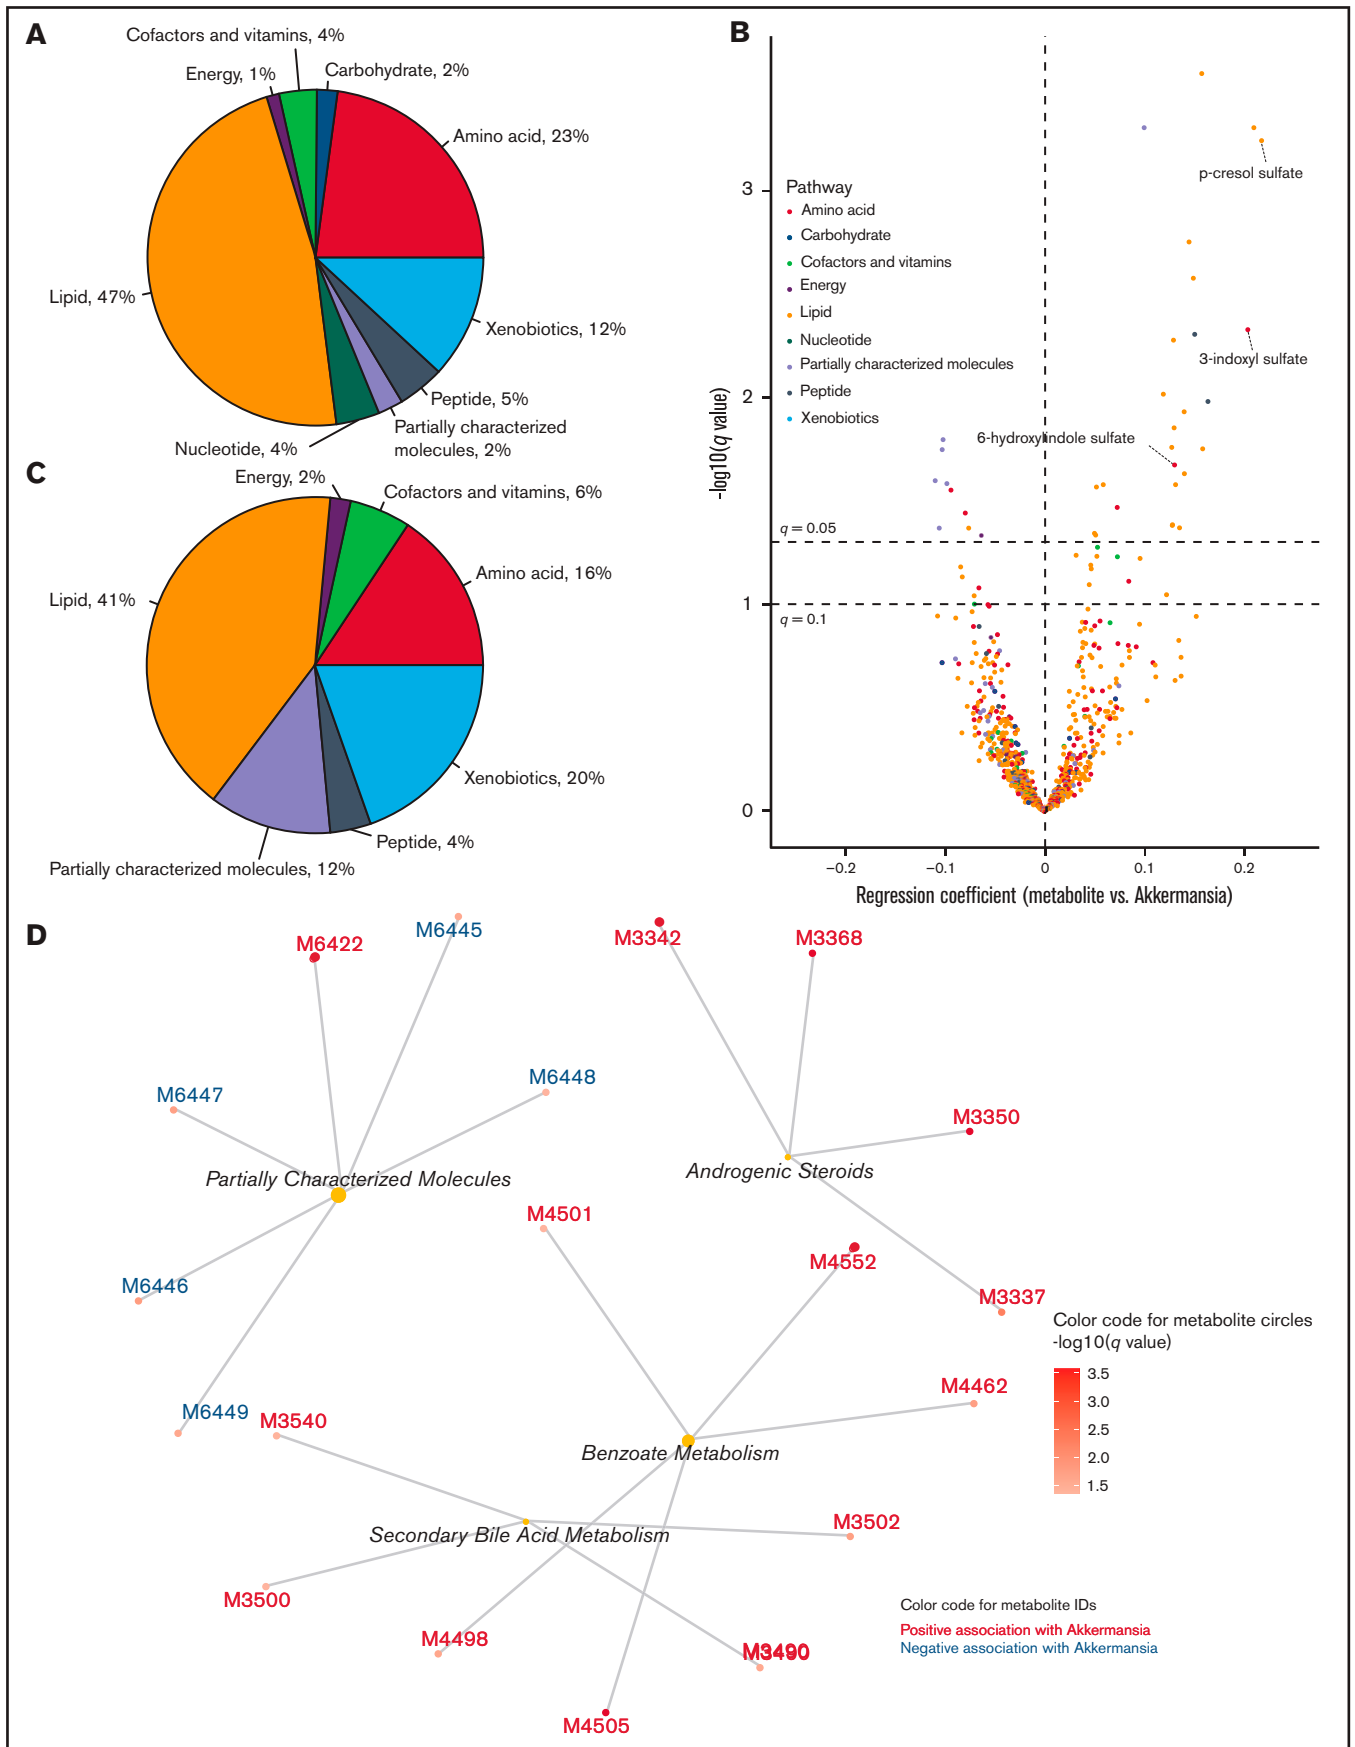 A
Cofactors and vitamins, 4%
Energy, 1%
Carbohydrate, 2%
Amino acid, 23%
Lipid, 47%
Xenobiotics, 12%
Peptide, 5%
Partially characterized
molecules, 2%
Nucleotide, 4%
B
3
2
1
0
-log10(q value)
Pathway
Amino acid
Carbohydrate
Cofactors and vitamins
Energy
Lipid
Nucleotide
Partially characterized molecules
Peptide
Xenobiotics
p-cresol sulfate
3-indoxyl sulfate
6-hydroxyindole sulfate
q = 0.05
q = 0.1
−0.2
−0.1
0
0.1
0.2
Regression coefficient (metabolite vs. Akkermansia)
C
Energy, 2%
Cofactors and vitamins, 6%
Amino acid, 16%
Lipid, 41%
Xenobiotics, 20%
Peptide, 4%
Partially characterized molecules, 12%
D
M6422
M6445
M3342
M3368
M6447
M6448
M3350
Partially Characterized Molecules
Androgenic Steroids
M4501
M4552
M6446
M3337
M4462
M6449
M3540
Benzoate Metabolism
Secondary Bile Acid Metabolism
M3502
M3500
M4498
M3490
M4505
Color code for metabolite circles
-log10(q value)
3.5
3.0
2.5
2.0
1.5
Color code for metabolite IDs
Positive association with Akkermansia
Negative association with Akkermansia